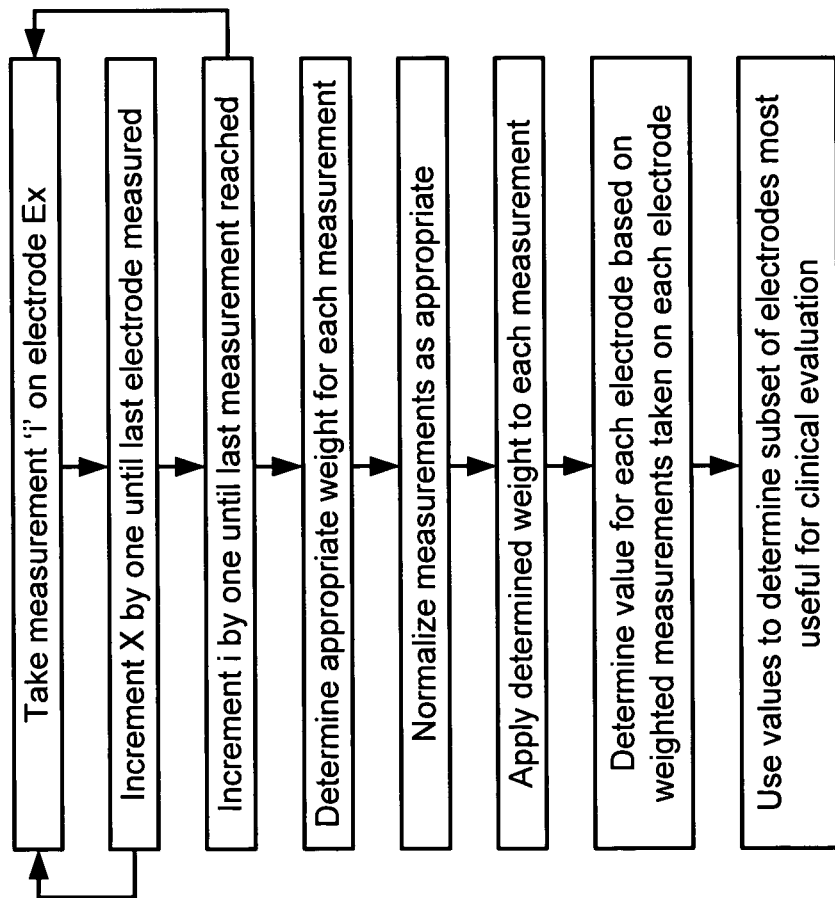 Take measurement 'i' on electrode Ex
Increment X by one until last electrode measured
Increment i by one until last measurement reached
Determine appropriate weight for each measurement
Normalize measurements as appropriate
Apply determined weight to each measurement
Determine value for each electrode based on
weighted measurements taken on each electrode
Use values to determine subset of electrodes most
useful for clinical evaluation